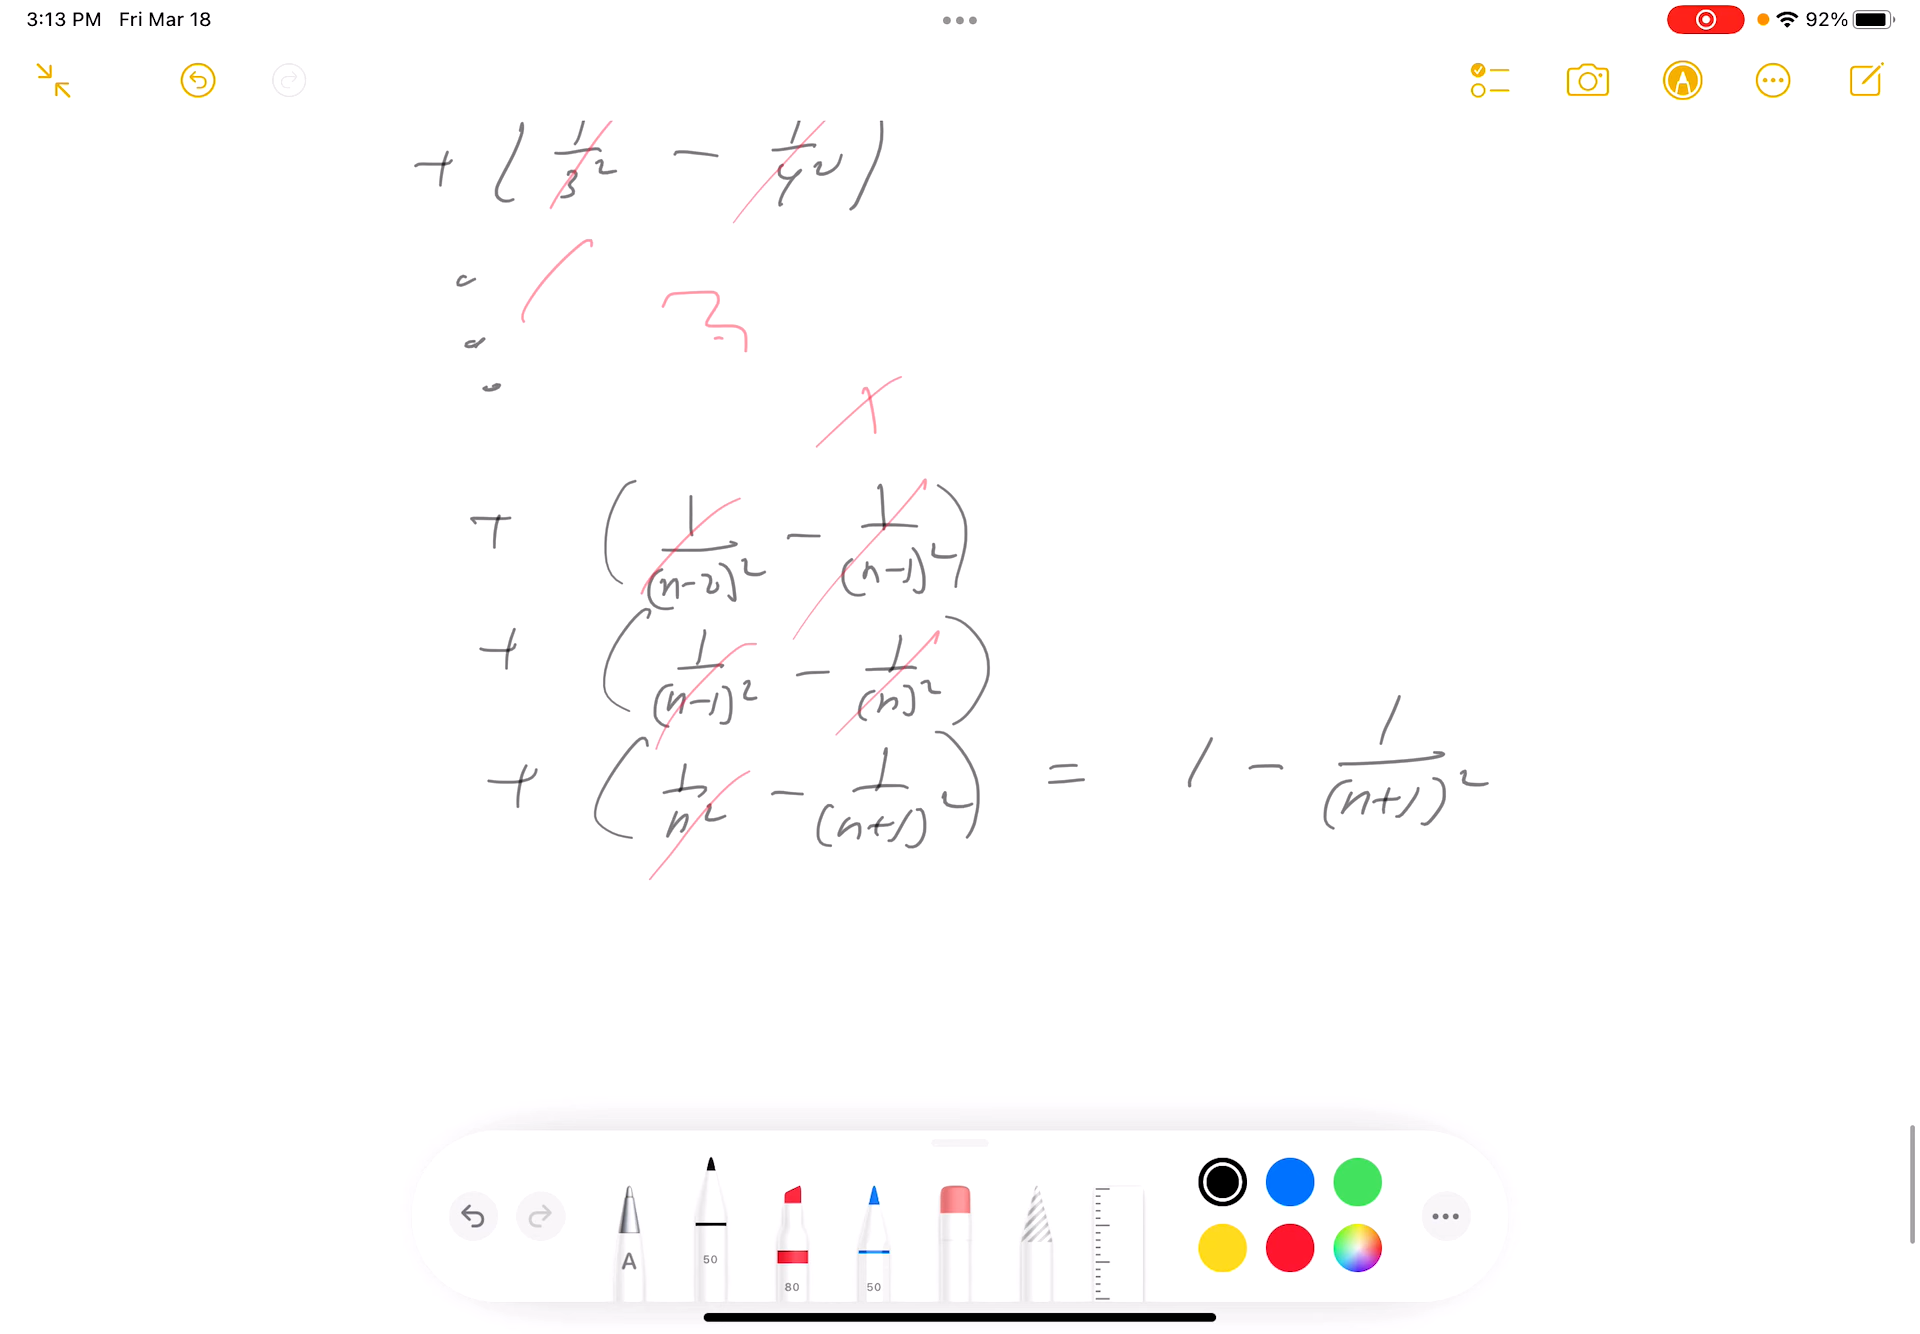 3:13 PM Fri Mar 18 92%
+ (1/3² - 1/4²)
+ (1/(n-2)² - 1/(n-1)²)
+ (1/(n-1)² - 1/(n)²)
+ (1/n² - 1/(n+1)²) = 1 - 1/(n+1)²
A 50 80 50